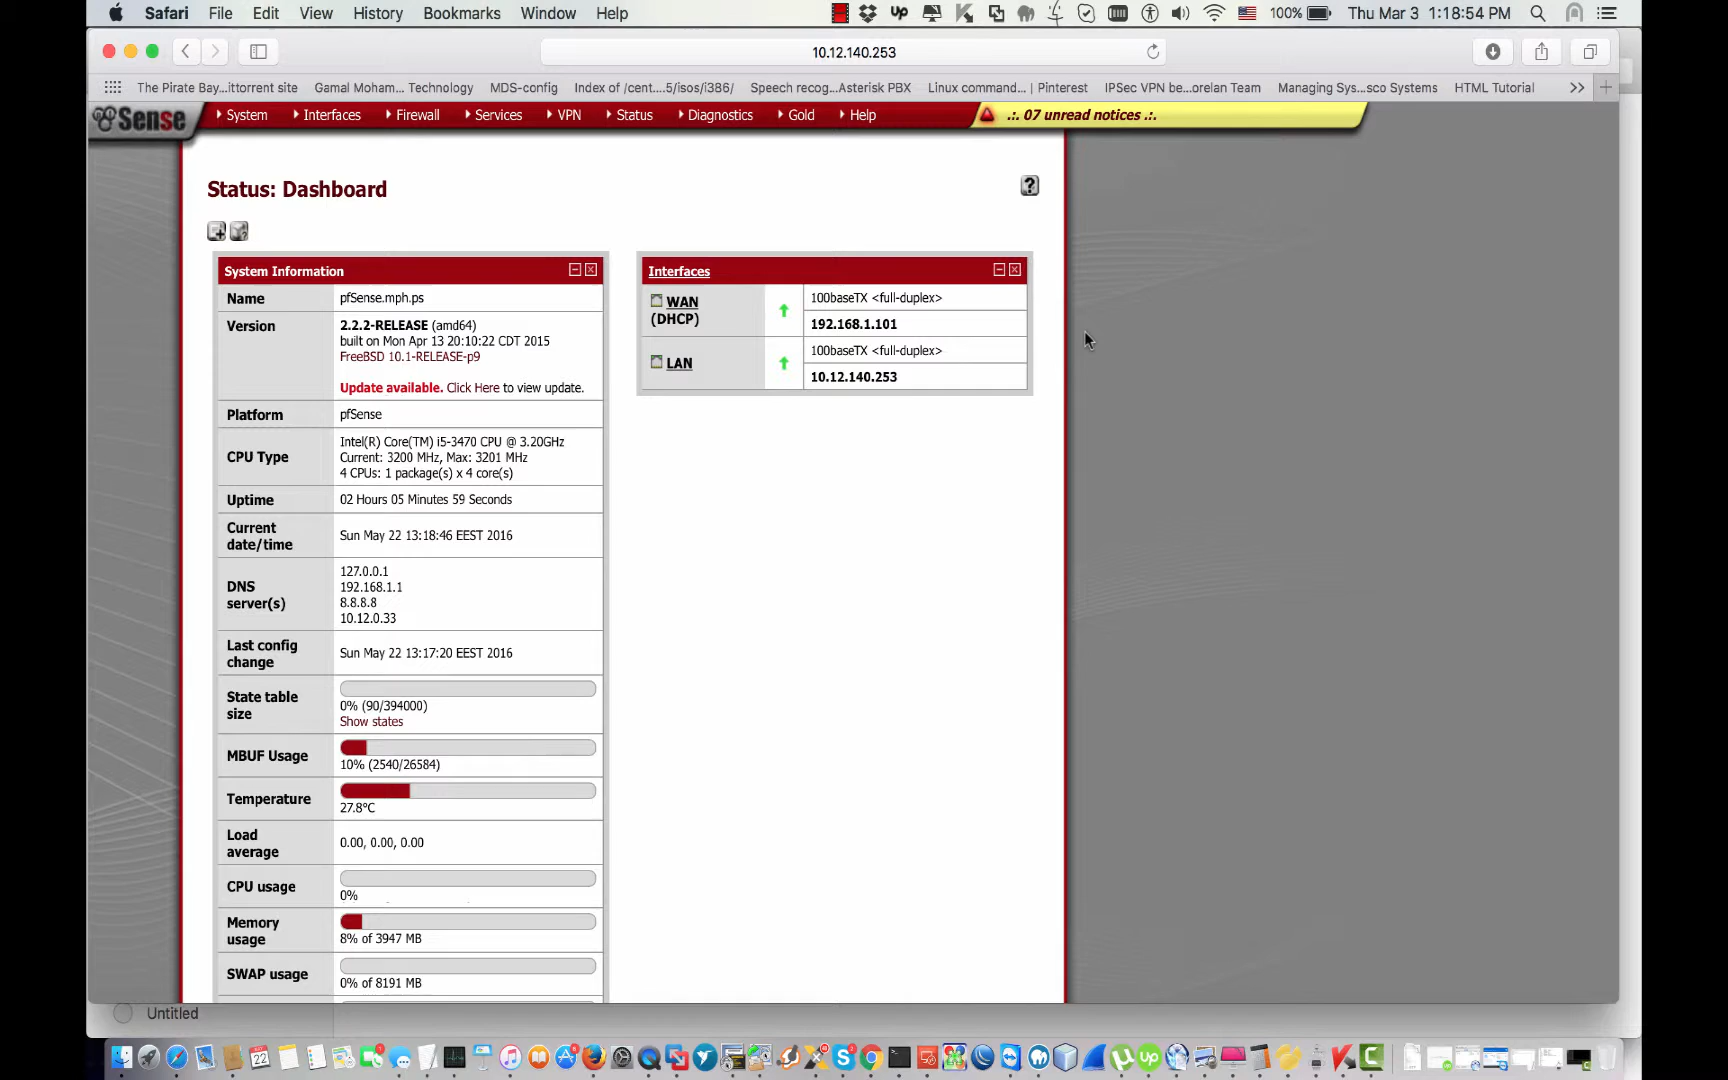 Safari File Edit View History Bookmarks Window Help 100% Thu Mar 3 1:18:54 PM
10.12.140.253
The Pirate Bay...ittorrent site Gamal Moham... Technology MDS-config Index of /cent....5/isos/i386/ Speech recog...Asterisk PBX Linux command... | Pinterest IPSec VPN be...orelan Team Managing Sys...sco Systems HTML Tutorial
Sense System Interfaces Firewall Services VPN Status Diagnostics Gold Help .:. 07 unread notices .:.
Status: Dashboard
System Information
Name pfSense.mph.ps
Version 2.2.2-RELEASE (amd64)
built on Mon Apr 13 20:10:22 CDT 2015
FreeBSD 10.1-RELEASE-p9
Update available. Click Here to view update.
Platform pfSense
CPU Type Intel(R) Core(TM) i5-3470 CPU @ 3.20GHz
Current: 3200 MHz, Max: 3201 MHz
4 CPUs: 1 package(s) x 4 core(s)
Uptime 02 Hours 05 Minutes 59 Seconds
Current
date/time Sun May 22 13:18:46 EEST 2016
DNS
server(s)
127.0.0.1
192.168.1.1
8.8.8.8
10.12.0.33
Last config
change Sun May 22 13:17:20 EEST 2016
State table
size
0% (90/394000)
Show states
MBUF Usage
10% (2540/26584)
Temperature
27.8°C
Load
average 0.00, 0.00, 0.00
CPU usage
0%
Memory
usage
8% of 3947 MB
SWAP usage
0% of 8191 MB
Interfaces
WAN
(DHCP)
100baseTX <full-duplex>
192.168.1.101
LAN
100baseTX <full-duplex>
10.12.140.253
Untitled